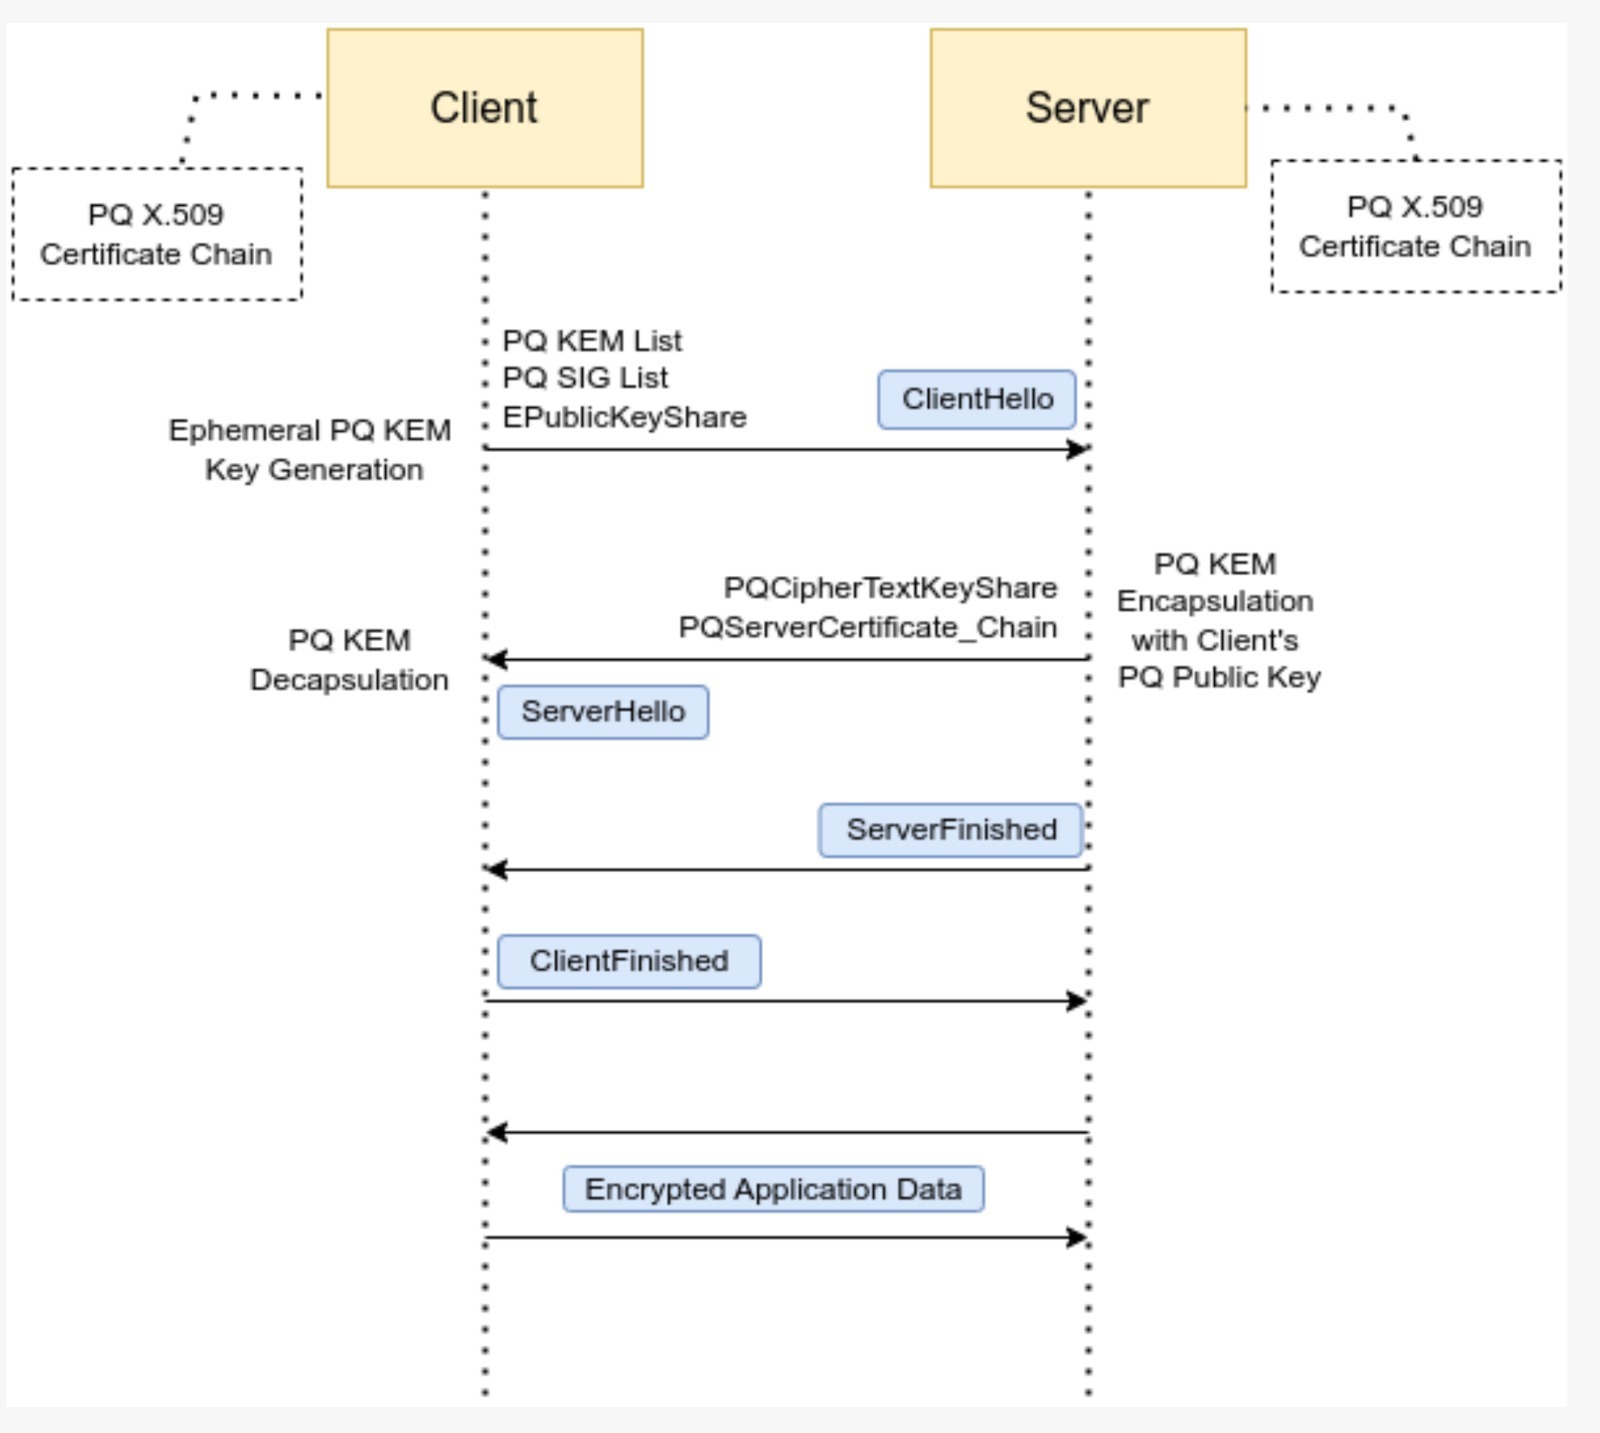 Client
Server
PQ X.509
Certificate Chain
PQ X.509
Certificate Chain
PQ KEM List
PQ SIG List
EPublicKeyShare
ClientHello
Ephemeral PQ KEM
Key Generation
PQCipherTextKeyShare
PQServerCertificate_Chain
PQ KEM
Encapsulation
with Client's
PQ Public Key
PQ KEM
Decapsulation
ServerHello
ServerFinished
ClientFinished
Encrypted Application Data